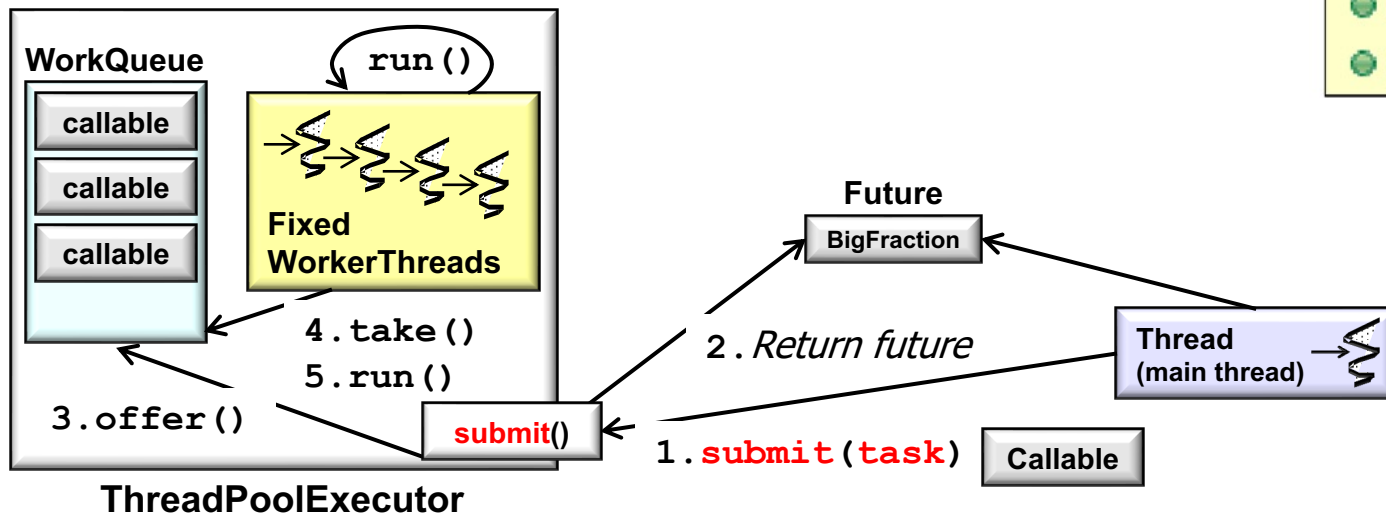 WorkQueue
callable
callable
callable
run()
Fixed
WorkerThreads
4.take()
5.run()
3.offer()
submit()
ThreadPoolExecutor
Future
BigFraction
2.Return future
Thread
(main thread)
1.submit(task)
Callable